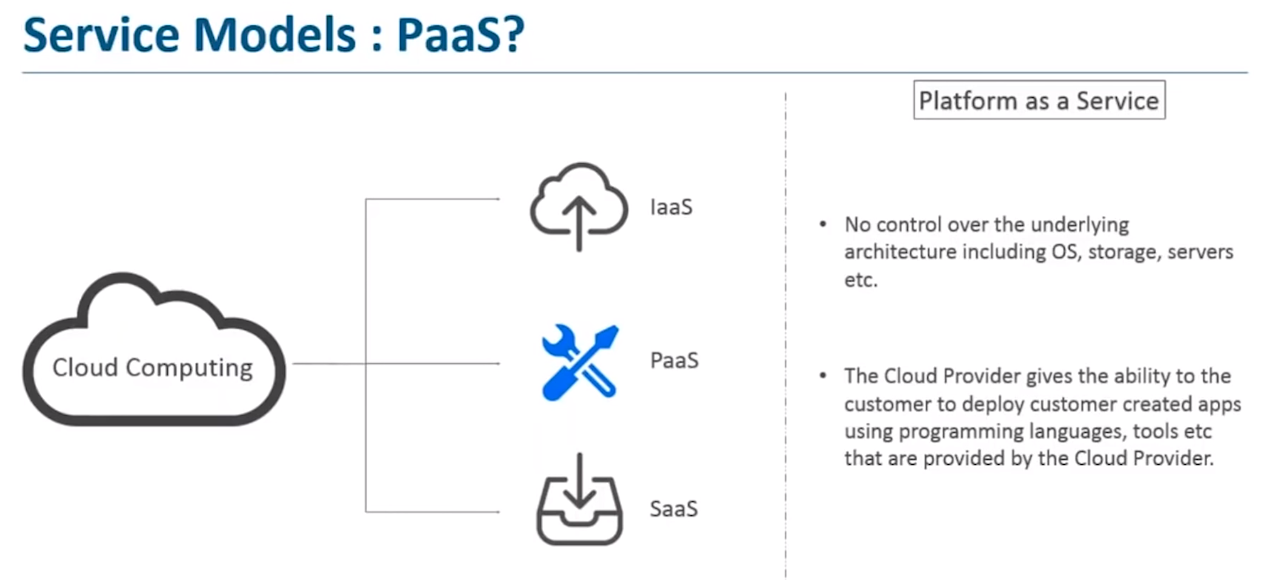 Service Models : PaaS?
Platform as a Service
Cloud Computing
IaaS
PaaS
SaaS
• No control over the underlying
architecture including OS, storage, servers
etc.
• The Cloud Provider gives the ability to the
customer to deploy customer created apps
using programming languages, tools etc
that are provided by the Cloud Provider.